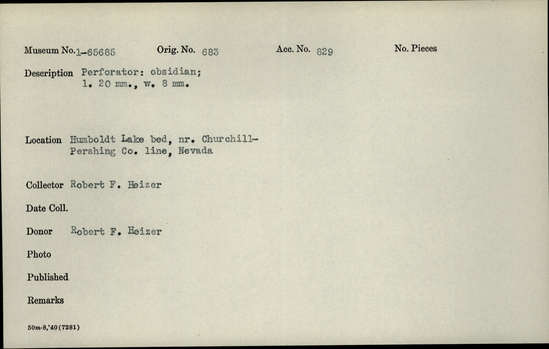 Museum No. 1-65685 Orig. No. 683 Acc. No. 829 No. Pieces
Description Perforator: obsidian;
l. 20 mm., w. 8 mm.
Location Humboldt Lake bed, nr. Churchill-
Pershing Co. line, Nevada
Collector Robert F. Heizer
Date Coll.
Donor Robert F. Heizer
Photo
Published
Remarks
50m-8,'40(7281)